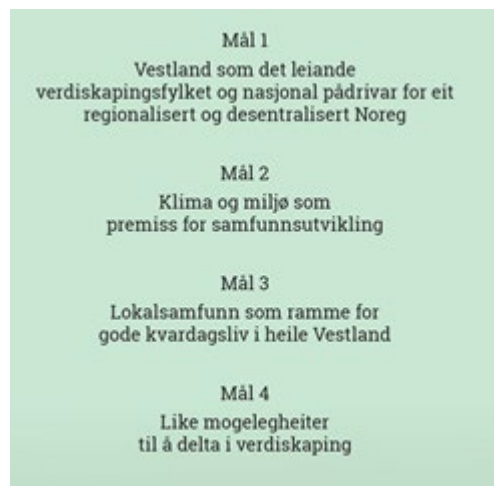 Mål 1
Vestland som det leiande
verdiskapingsfylket og nasjonal pådrivar for eit
regionalisert og desentralisert Noreg
Mål 2
Klima og miljø som
premiss for samfunnsutvikling
Mål 3
Lokalsamfunn som ramme for
gode kvardagsliv i heile Vestland
Mål 4
Like mogelegheiter
til å delta i verdiskaping